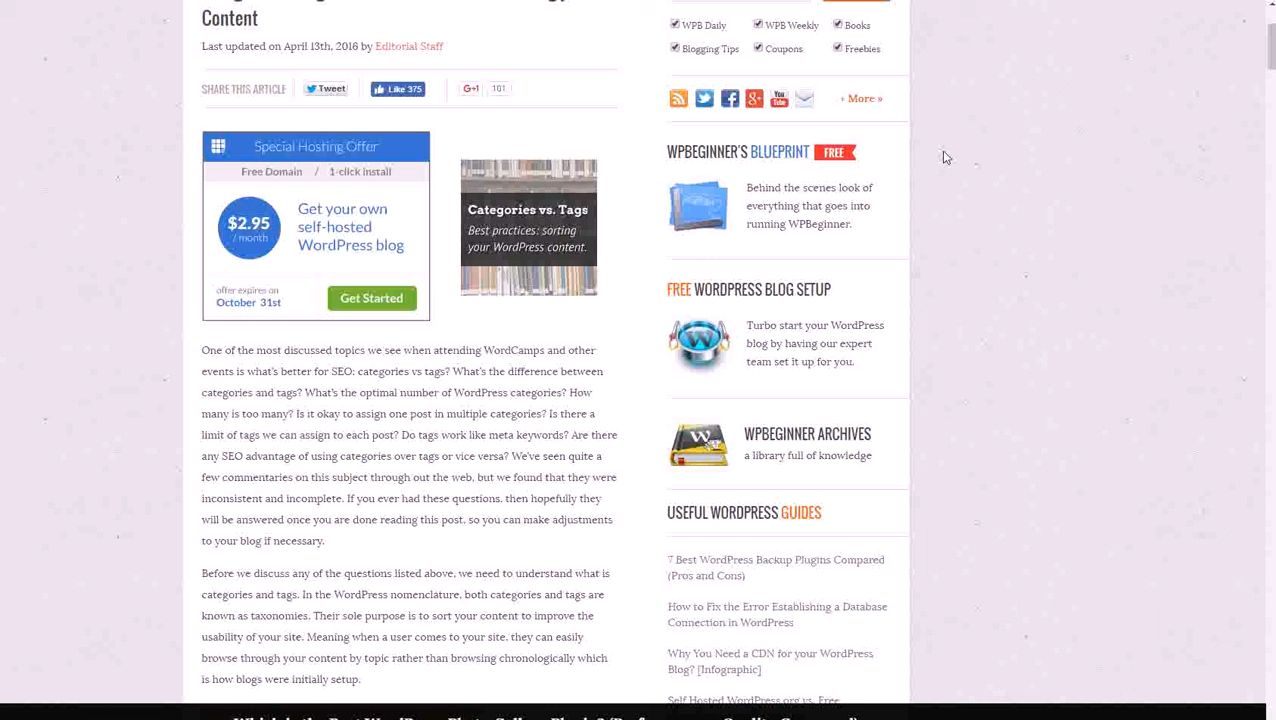 Content
Last updated on April 13th, 2016 by Editorial Staff
SHARE THIS ARTICLE
Tweet
Like 375
G+1
101
Special Hosting Offer
Free Domain / 1-click install
$2.95
/ month
Get your own
self-hosted
WordPress blog
offer expires on
October 31st
Get Started
Categories vs. Tags
Best practices: sorting
your WordPress content.
One of the most discussed topics we see when attending WordCamps and other
events is what's better for SEO: categories vs tags? What's the difference between
categories and tags? What's the optimal number of WordPress categories? How
many is too many? Is it okay to assign one post in multiple categories? Is there a
limit of tags we can assign to each post? Do tags work like meta keywords? Are there
any SEO advantage of using categories over tags or vice versa? We've seen quite a
few commentaries on this subject through out the web, but we found that they were
inconsistent and incomplete. If you ever had these questions, then hopefully they
will be answered once you are done reading this post, so you can make adjustments
to your blog if necessary.
Before we discuss any of the questions listed above, we need to understand what is
categories and tags. In the WordPress nomenclature, both categories and tags are
known as taxonomies. Their sole purpose is to sort your content to improve the
usability of your site. Meaning when a user comes to your site, they can easily
browse through your content by topic rather than browsing chronologically which
is how blogs were initially setup.
WPB Daily
WPB Weekly
Books
Blogging Tips
Coupons
Freebies
You
Tube
+ More »
WPBEGINNER'S BLUEPRINT FREE
Behind the scenes look of
everything that goes into
running WPBeginner.
FREE WORDPRESS BLOG SETUP
Turbo start your WordPress
blog by having our expert
team set it up for you.
WPBEGINNER ARCHIVES
a library full of knowledge
USEFUL WORDPRESS GUIDES
7 Best WordPress Backup Plugins Compared
(Pros and Cons)
How to Fix the Error Establishing a Database
Connection in WordPress
Why You Need a CDN for your WordPress
Blog? [Infographic]
Self Hosted WordPress.org vs. Free